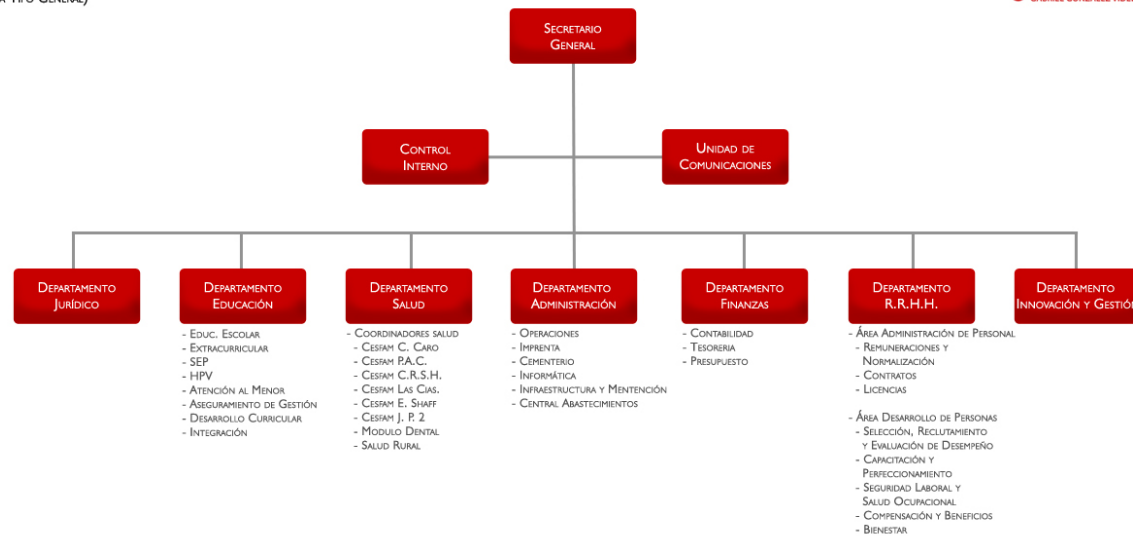 GENERAL)
SECRETARIO
GENERAL
CONTROL
INTERNO
UNIDAD DE
COMUNICACIONES
DEPARTAMENTO
JURÍDICO
DEPARTAMENTO
EDUCACIÓN
- EDUC. ESCOLAR
- EXTRACURRICULAR
- SEP
- HPV
- ATENCIÓN AL MENOR
- ASEGURAMIENTO DE GESTIÓN
- DESARROLLO CURRICULAR
- INTEGRACIÓN
DEPARTAMENTO
SALUD
- COORDINADORES SALUD
- CESFAM C. CARO
- CESFAM P.A.C.
- CESFAM C.R.S.H.
- CESFAM LAS CIAS.
- CESFAM E. SHAFF
- CESFAM J. P. 2
- MODULO DENTAL
- SALUD RURAL
DEPARTAMENTO
ADMINISTRACIÓN
- OPERACIONES
- IMPRENTA
- CEMENTERIO
- INFORMÁTICA
- INFRAESTRUCTURA Y MENTENCIÓN
- CENTRAL ABASTECIMIENTOS
DEPARTAMENTO
FINANZAS
- CONTABILIDAD
- TESORERIA
- PRESUPUESTO
DEPARTAMENTO
R.R.H.H.
- ÁREA ADMINISTRACIÓN DE PERSONAL
- REMUNERACIONES Y
NORMALIZACIÓN
- CONTRATOS
- LICENCIAS
- ÁREA DESARROLLO DE PERSONAS
- SELECCIÓN, RECLUTAMIENTO
Y EVALUACIÓN DE DESEMPEÑO
- CAPACITACIÓN Y
PERFECCIONAMIENTO
- SEGURIDAD LABORAL Y
SALUD OCUPACIONAL
- COMPENSACIÓN Y BENEFICIOS
- BIENESTAR
DEPARTAMENTO
INNOVACIÓN Y GESTIÓN